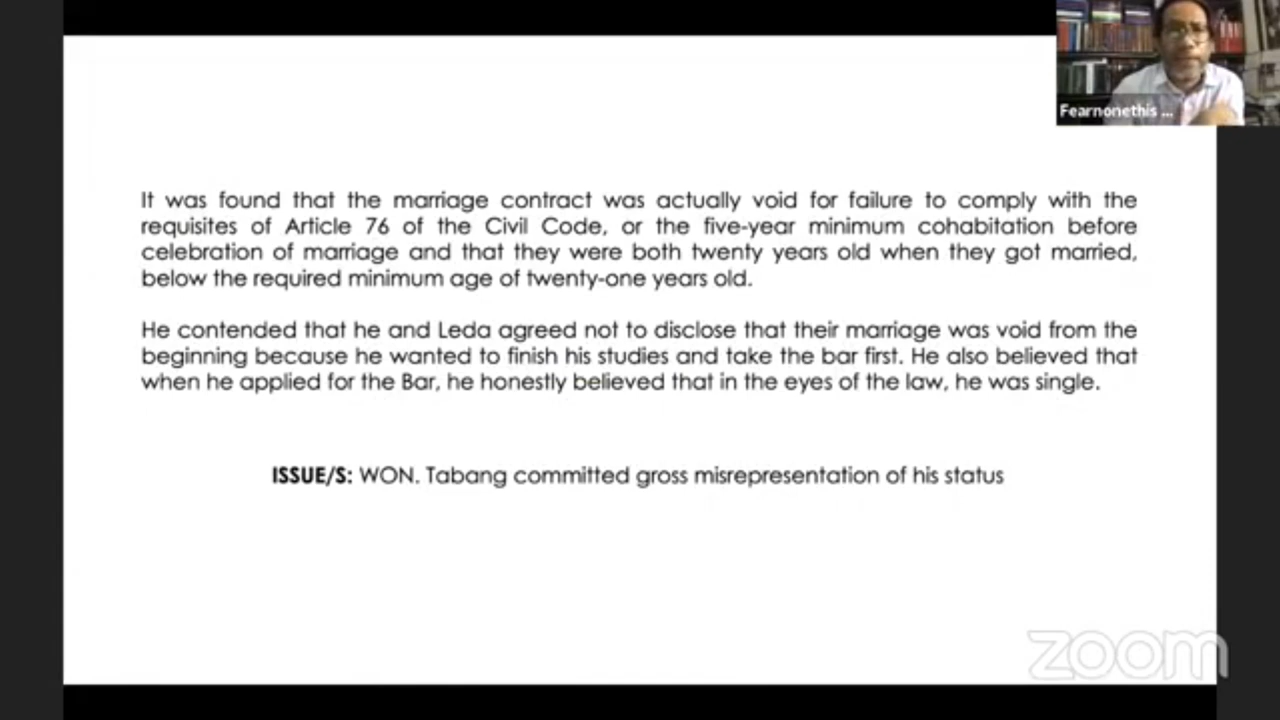 Fearnonethis ...
It was found that the marriage contract was actually void for failure to comply with the
requisites of Article 76 of the Civil Code, or the five-year minimum cohabitation before
celebration of marriage and that they were both twenty years old when they got married,
below the required minimum age of twenty-one years old.
He contended that he and Leda agreed not to disclose that their marriage was void from the
beginning because he wanted to finish his studies and take the bar first. He also believed that
when he applied for the Bar, he honestly believed that in the eyes of the law, he was single.
ISSUE/S: WON. Tabang committed gross misrepresentation of his status
zoom